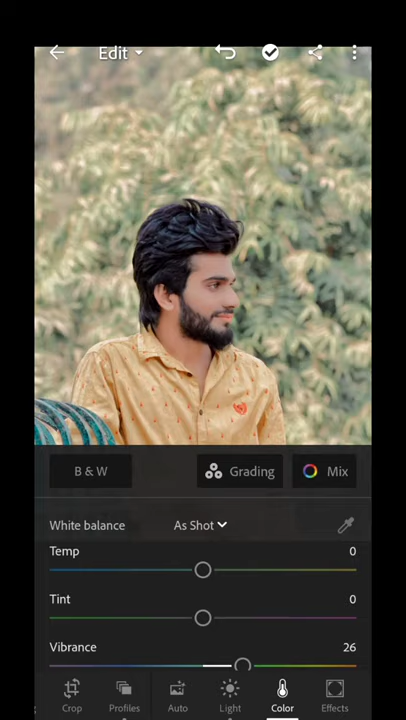 Edit
B & W
Grading
Mix
White balance
As Shot
Temp
0
Tint
0
Vibrance
26
Crop
Profiles
Auto
Light
Color
Effects